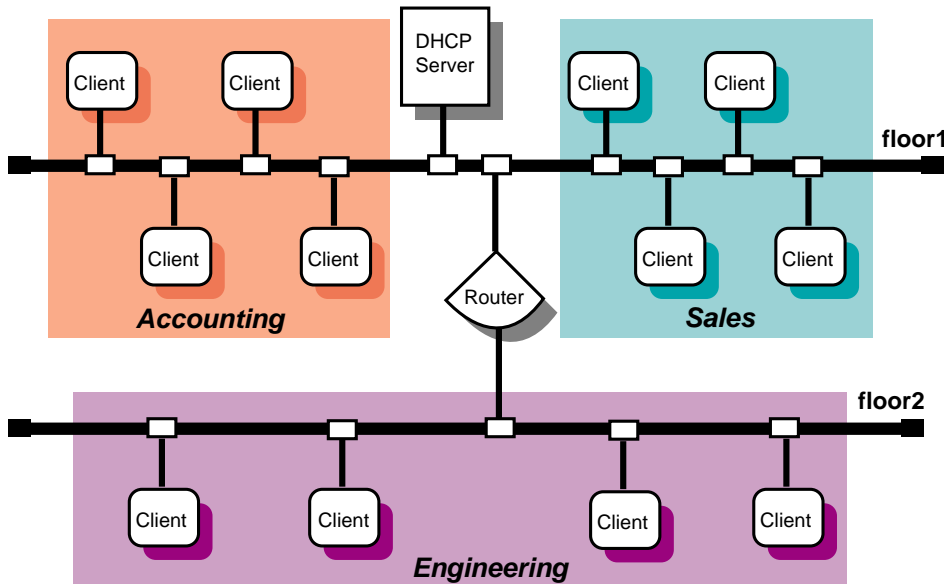 DHCP
Server
Client
Client
Client
Client
floor1
Client
Client
Client
Client
Router
Accounting
Sales
floor2
Client
Client
Client
Client
Engineering